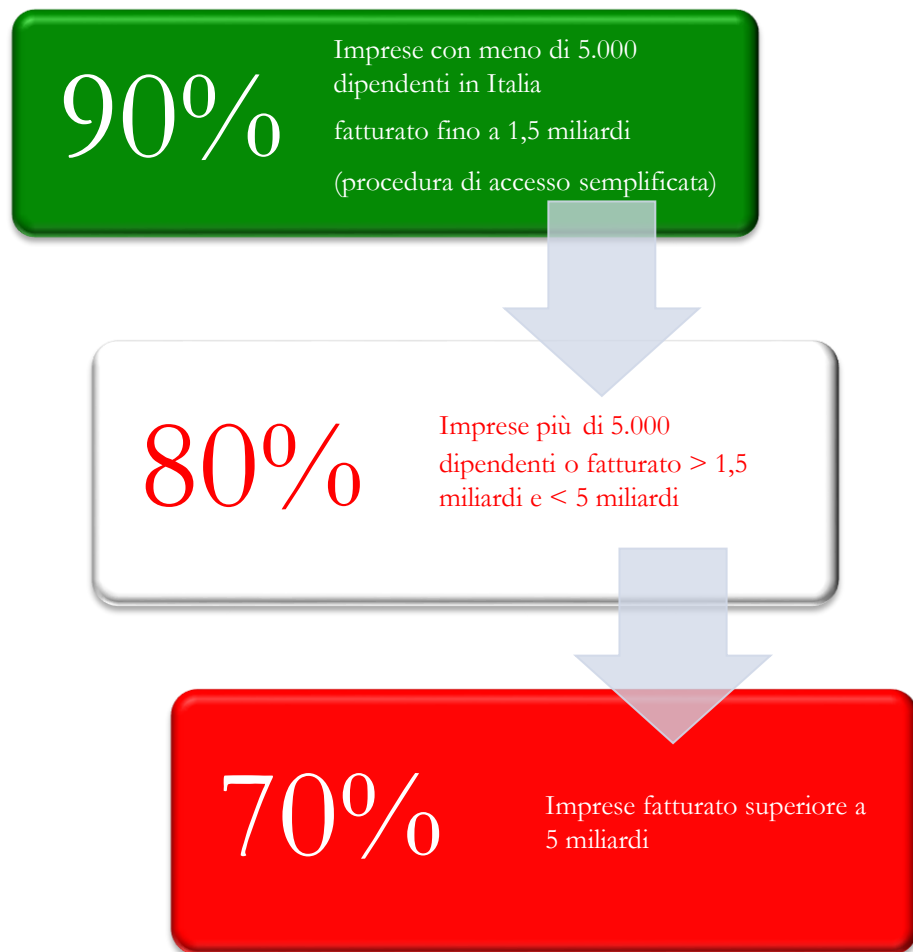 90%
Imprese con meno di 5.000
dipendenti in Italia
fatturato fino a 1,5 miliardi
(procedura di accesso semplificata)
80%
Imprese più di 5.000
dipendenti o fatturato > 1,5
miliardi e < 5 miliardi
70%
Imprese fatturato superiore a
5 miliardi